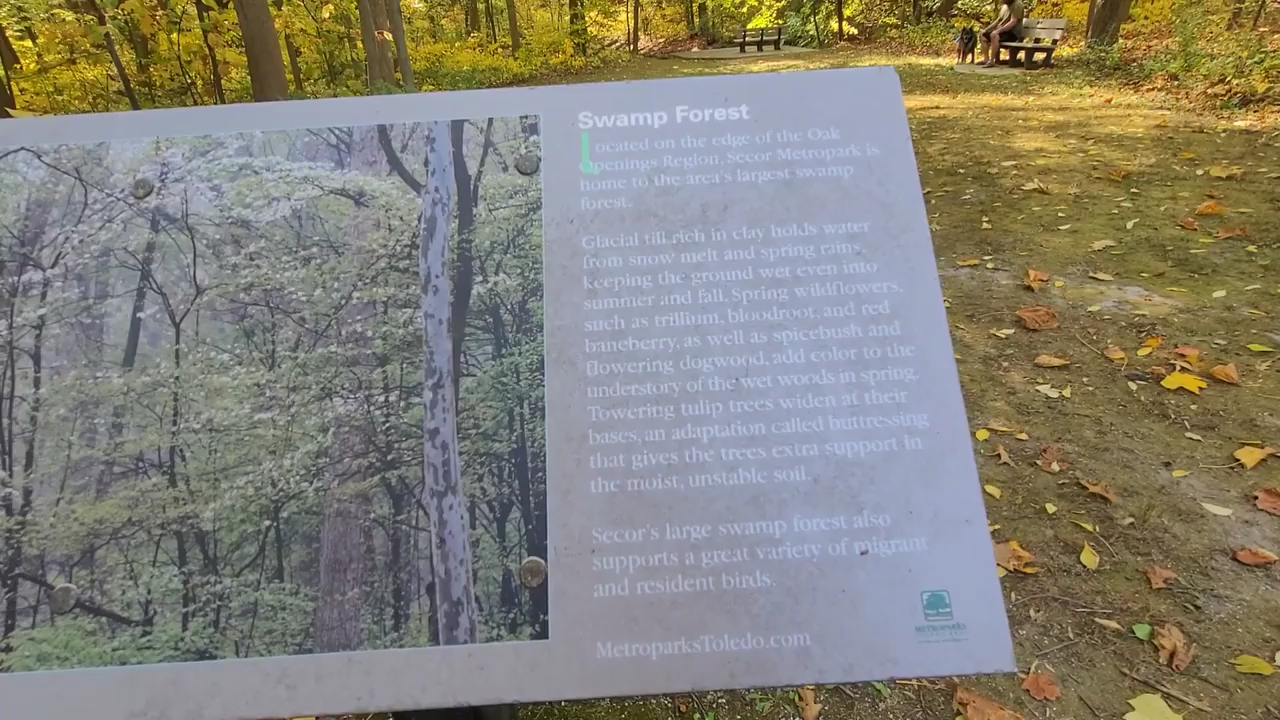 Swamp Forest
Located on the edge of the Oak
Openings Region, Secor Metropark is
home to the area's largest swamp
forest.
Glacial till rich in clay holds water
from snow melt and spring rains,
keeping the ground wet even into
summer and fall. Spring wildflowers,
such as trillium, bloodroot, and red
baneberry, as well as spicebush and
flowering dogwood, add color to the
understory of the wet woods in spring.
Towering tulip trees widen at their
bases, an adaptation called buttressing
that gives the trees extra support in
the moist, unstable soil.
Secor's large swamp forest also
supports a great variety of migrant
and resident birds.
MetroparksToledo.com
METROPARKS